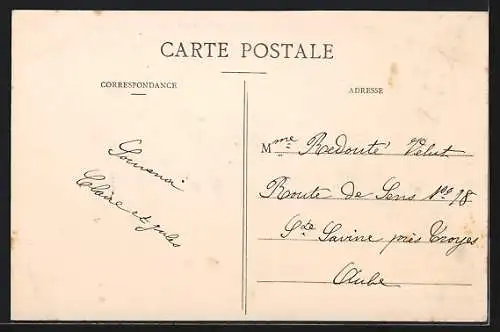 CARTE POSTALE
CORRESPONDANCE
Souvenir
Claire et jules
ADRESSE
Mme Redouté Velut
Route de Sens Nº 78
Ste Savine près Troyes
Aube